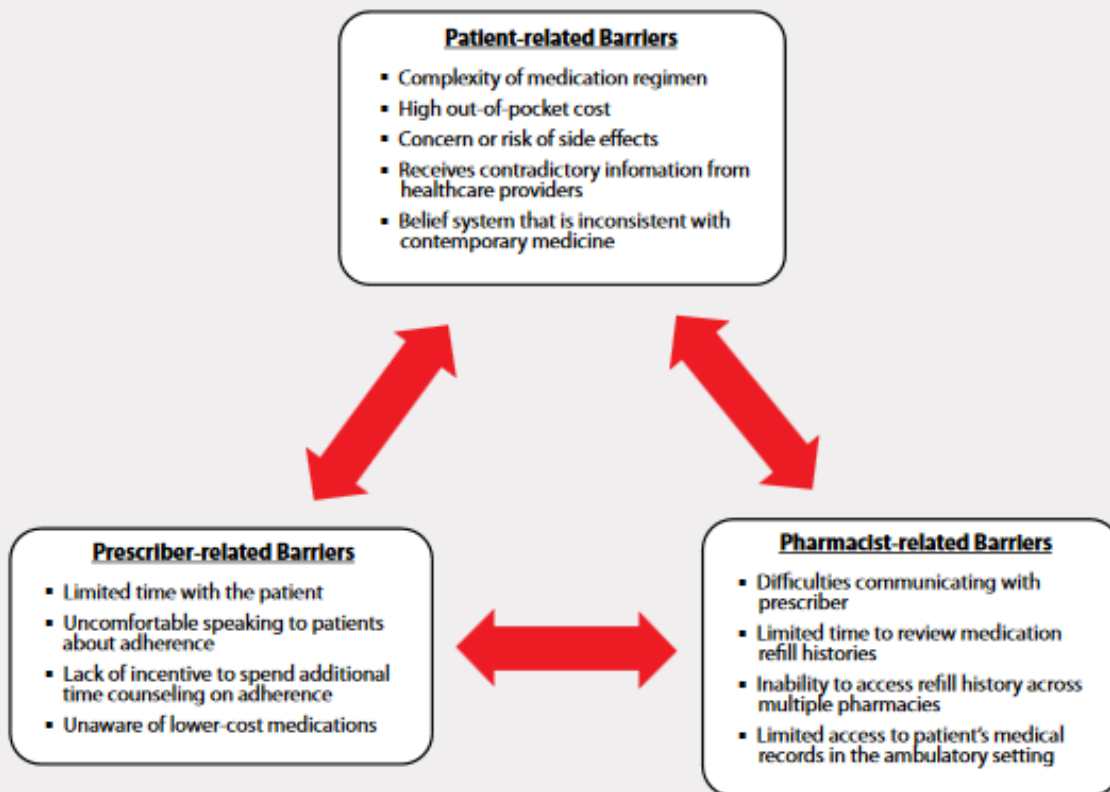 Patient-related Barriers
▪ Complexity of medication regimen
▪ High out-of-pocket cost
▪ Concern or risk of side effects
▪ Receives contradictory infomation from
healthcare providers
▪ Belief system that is inconsistent with
contemporary medicine
Prescriber-related Barriers
▪ Limited time with the patient
▪ Uncomfortable speaking to patients
about adherence
▪ Lack of incentive to spend additional
time counseling on adherence
▪ Unaware of lower-cost medications
Pharmacist-related Barriers
▪ Difficulties communicating with
prescriber
▪ Limited time to review medication
refill histories
▪ Inability to access refill history across
multiple pharmacies
▪ Limited access to patient's medical
records in the ambulatory setting